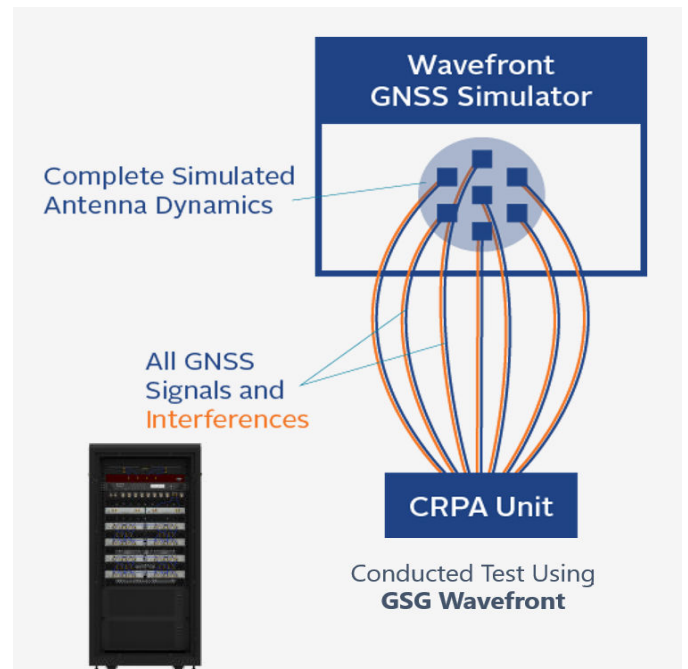 Wavefront
GNSS Simulator
Complete Simulated
Antenna Dynamics
All GNSS
Signals and
Interferences
CRPA Unit
Conducted Test Using
GSG Wavefront